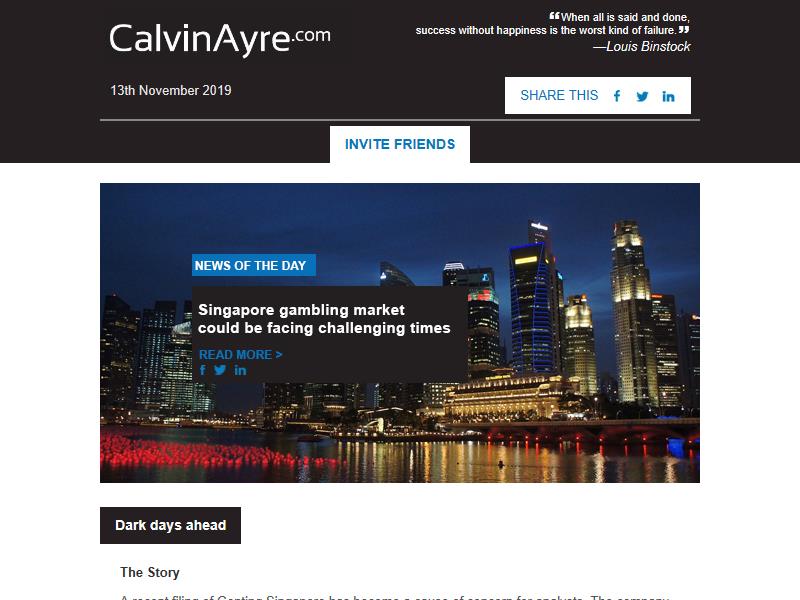 CalvinAyre.com
❝When all is said and done,
success without happiness is the worst kind of failure.❞
—Louis Binstock
13th November 2019
SHARE THIS
INVITE FRIENDS
NEWS OF THE DAY
Singapore gambling market
could be facing challenging times
READ MORE >
Dark days ahead
The Story
A recent filing of Genting Singapore has become a cause of concern for analysts. The company